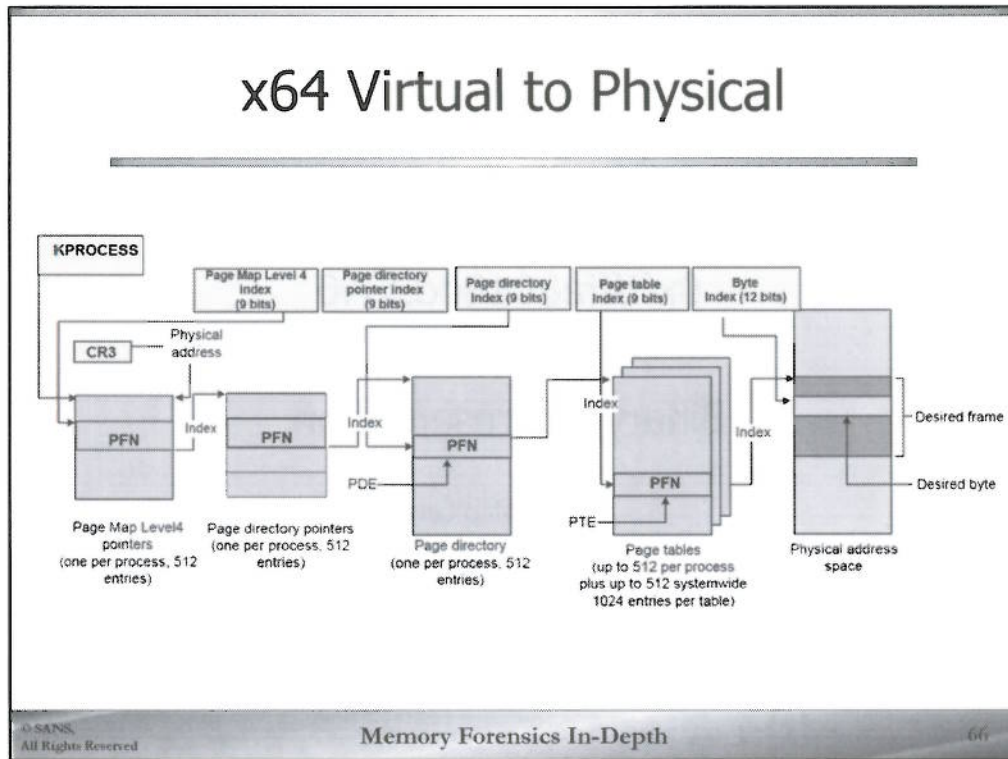 x64 Virtual to Physical
KPROCESS
Page Map Level 4
Index
(9 bits)
Page directory
pointer index
(9 bits)
Page directory
Index (9 bits)
Page table
Index (9 bits)
Byte
Index (12 bits)
CR3
Physical
address
PFN
Index
PFN
Index
PFN
PDE
Index
PFN
PTE
Index
Desired frame
Desired byte
Page Map Level4
pointers
(one per process, 512
entries)
Page directory pointers
(one per process, 512
entries)
Page directory
(one per process, 512
entries)
Page tables
(up to 512 per process
plus up to 512 systemwide
1024 entries per table)
Physical address
space
© SANS,
All Rights Reserved
Memory Forensics In-Depth
66